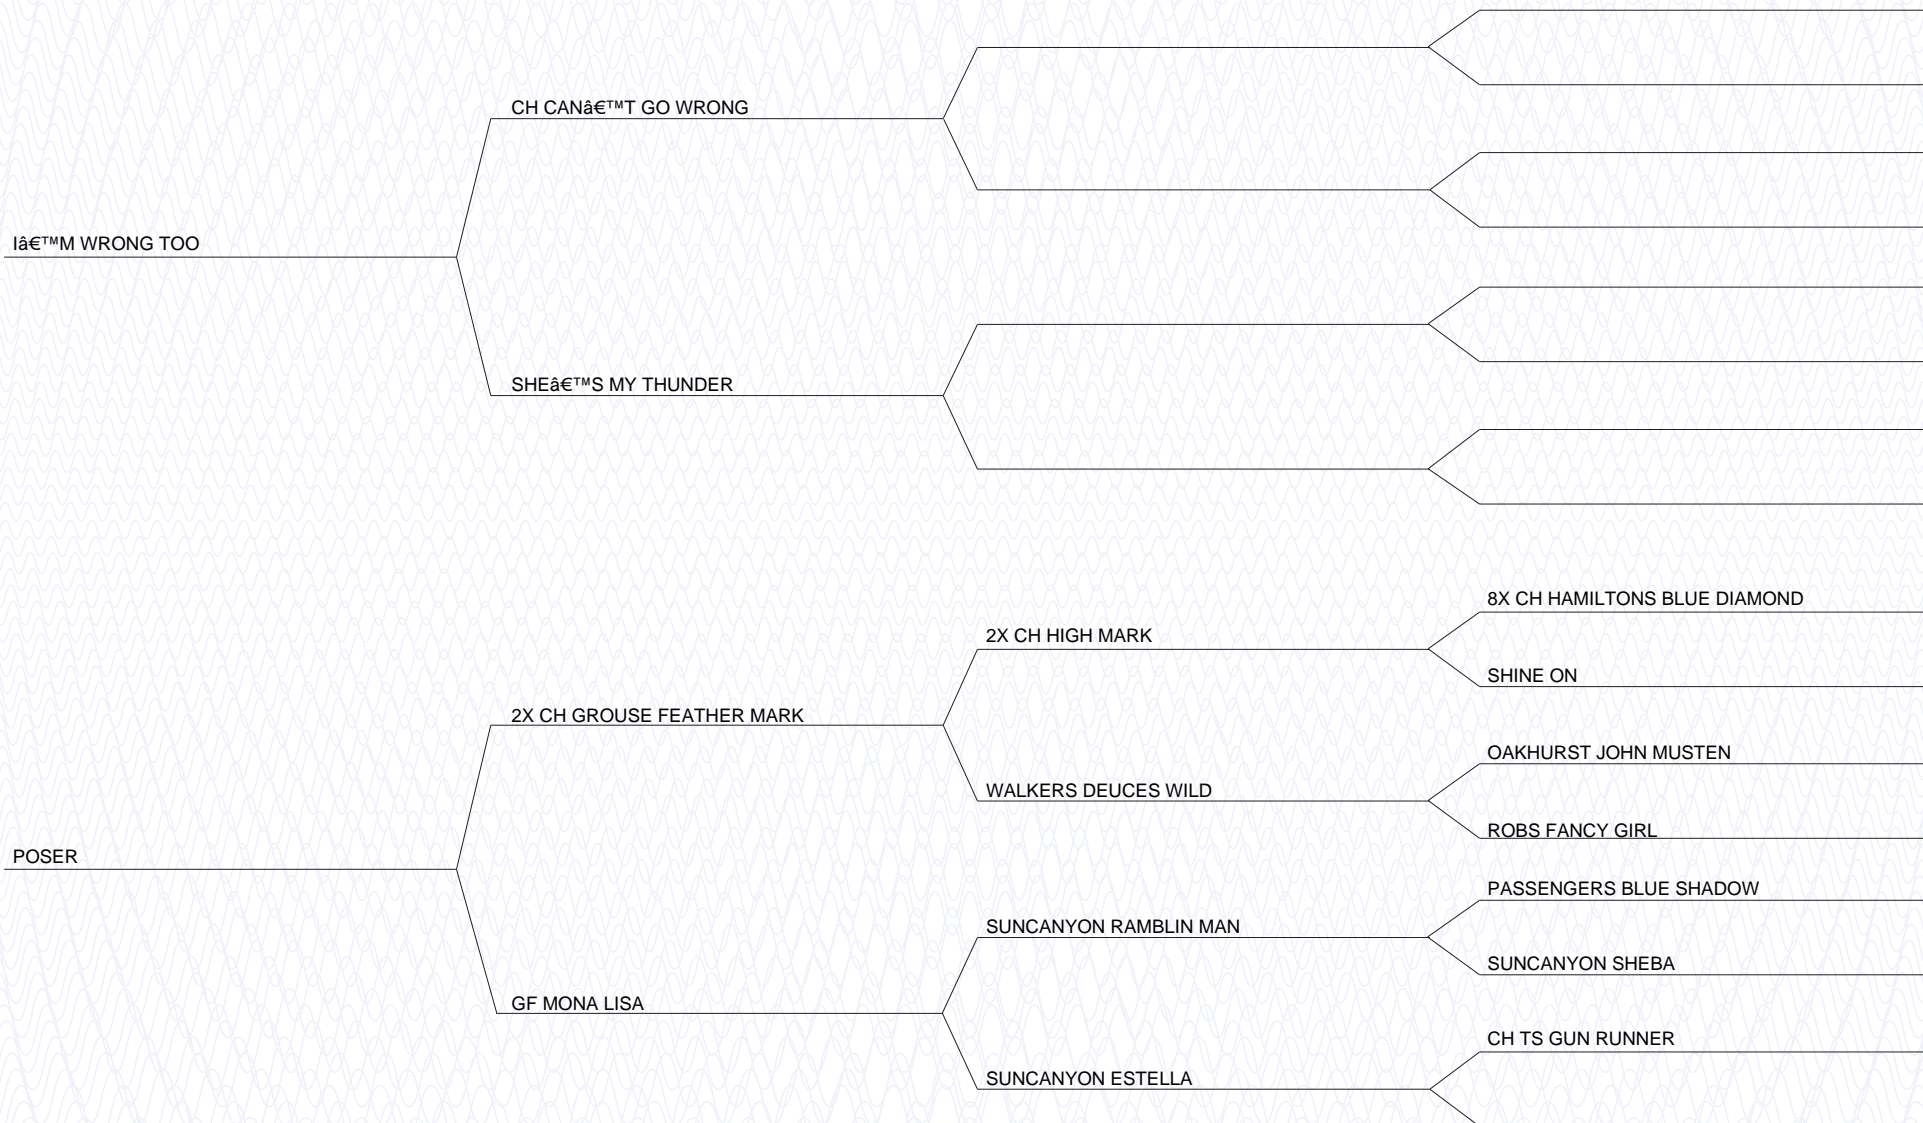 CH CANâ€™T GO WRONG
Iâ€™M WRONG TOO
SHEâ€™S MY THUNDER
8X CH HAMILTONS BLUE DIAMOND
2X CH HIGH MARK
SHINE ON
2X CH GROUSE FEATHER MARK
OAKHURST JOHN MUSTEN
WALKERS DEUCES WILD
ROBS FANCY GIRL
POSER
PASSENGERS BLUE SHADOW
SUNCANYON RAMBLIN MAN
SUNCANYON SHEBA
GF MONA LISA
CH TS GUN RUNNER
SUNCANYON ESTELLA